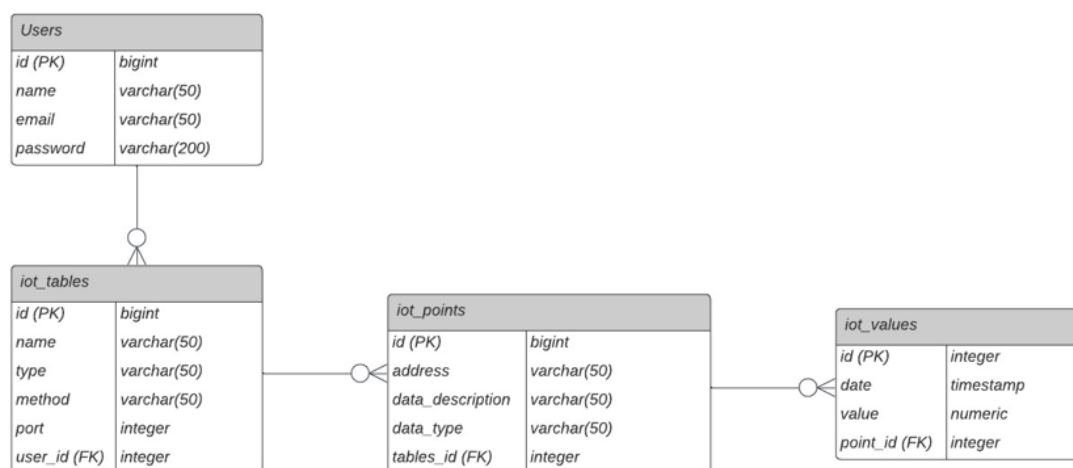 Users
id (PK) bigint
name varchar(50)
email varchar(50)
password varchar(200)
iot_tables
id (PK) bigint
name varchar(50)
type varchar(50)
method varchar(50)
port integer
user_id (FK) integer
iot_points
id (PK) bigint
address varchar(50)
data_description varchar(50)
data_type varchar(50)
tables_id (FK) integer
iot_values
id (PK) integer
date timestamp
value numeric
point_id (FK) integer